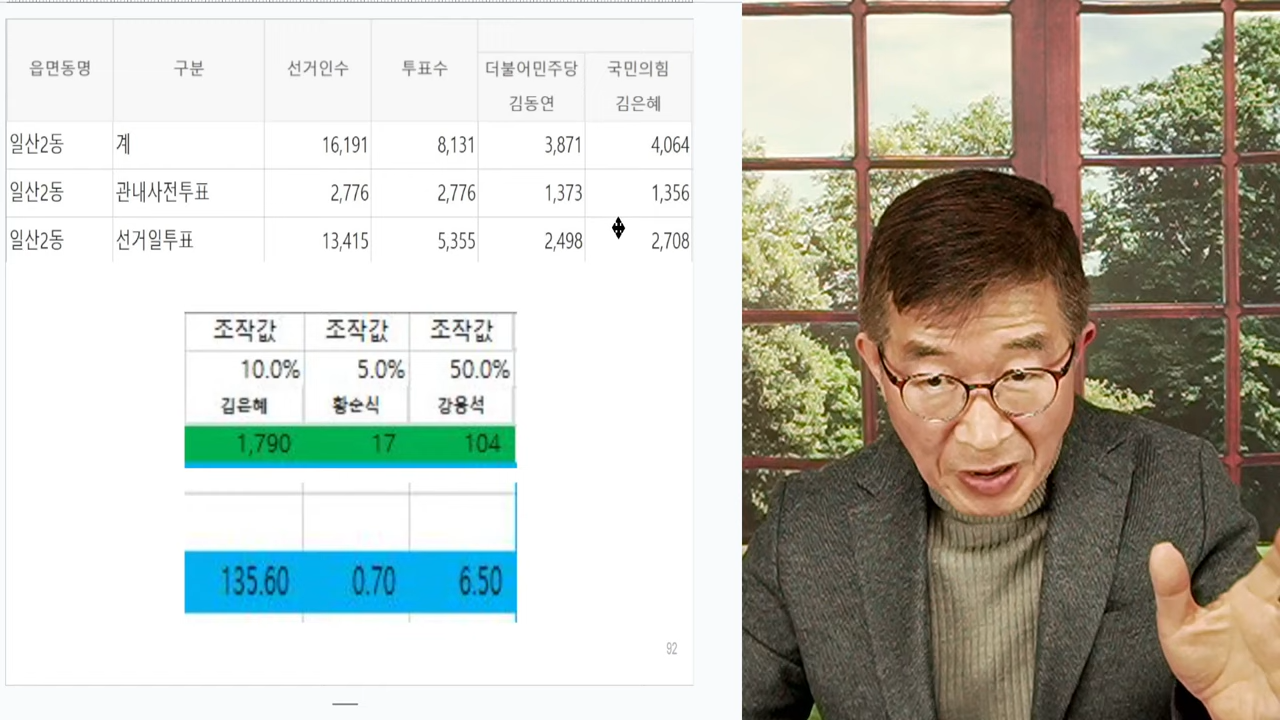 읍면동명 구분 선거인수 투표수 더불어민주당 국민의힘
김동연 김은혜
일산2동 계 16,191 8,131 3,871 4,064
일산2동 관내사전투표 2,776 2,776 1,373 1,356
일산2동 선거일투표 13,415 5,355 2,498 2,708
조작값 조작값 조작값
10.0% 5.0% 50.0%
김은혜 황순식 강용석
1,790 17 104
135.60 0.70 6.50
92